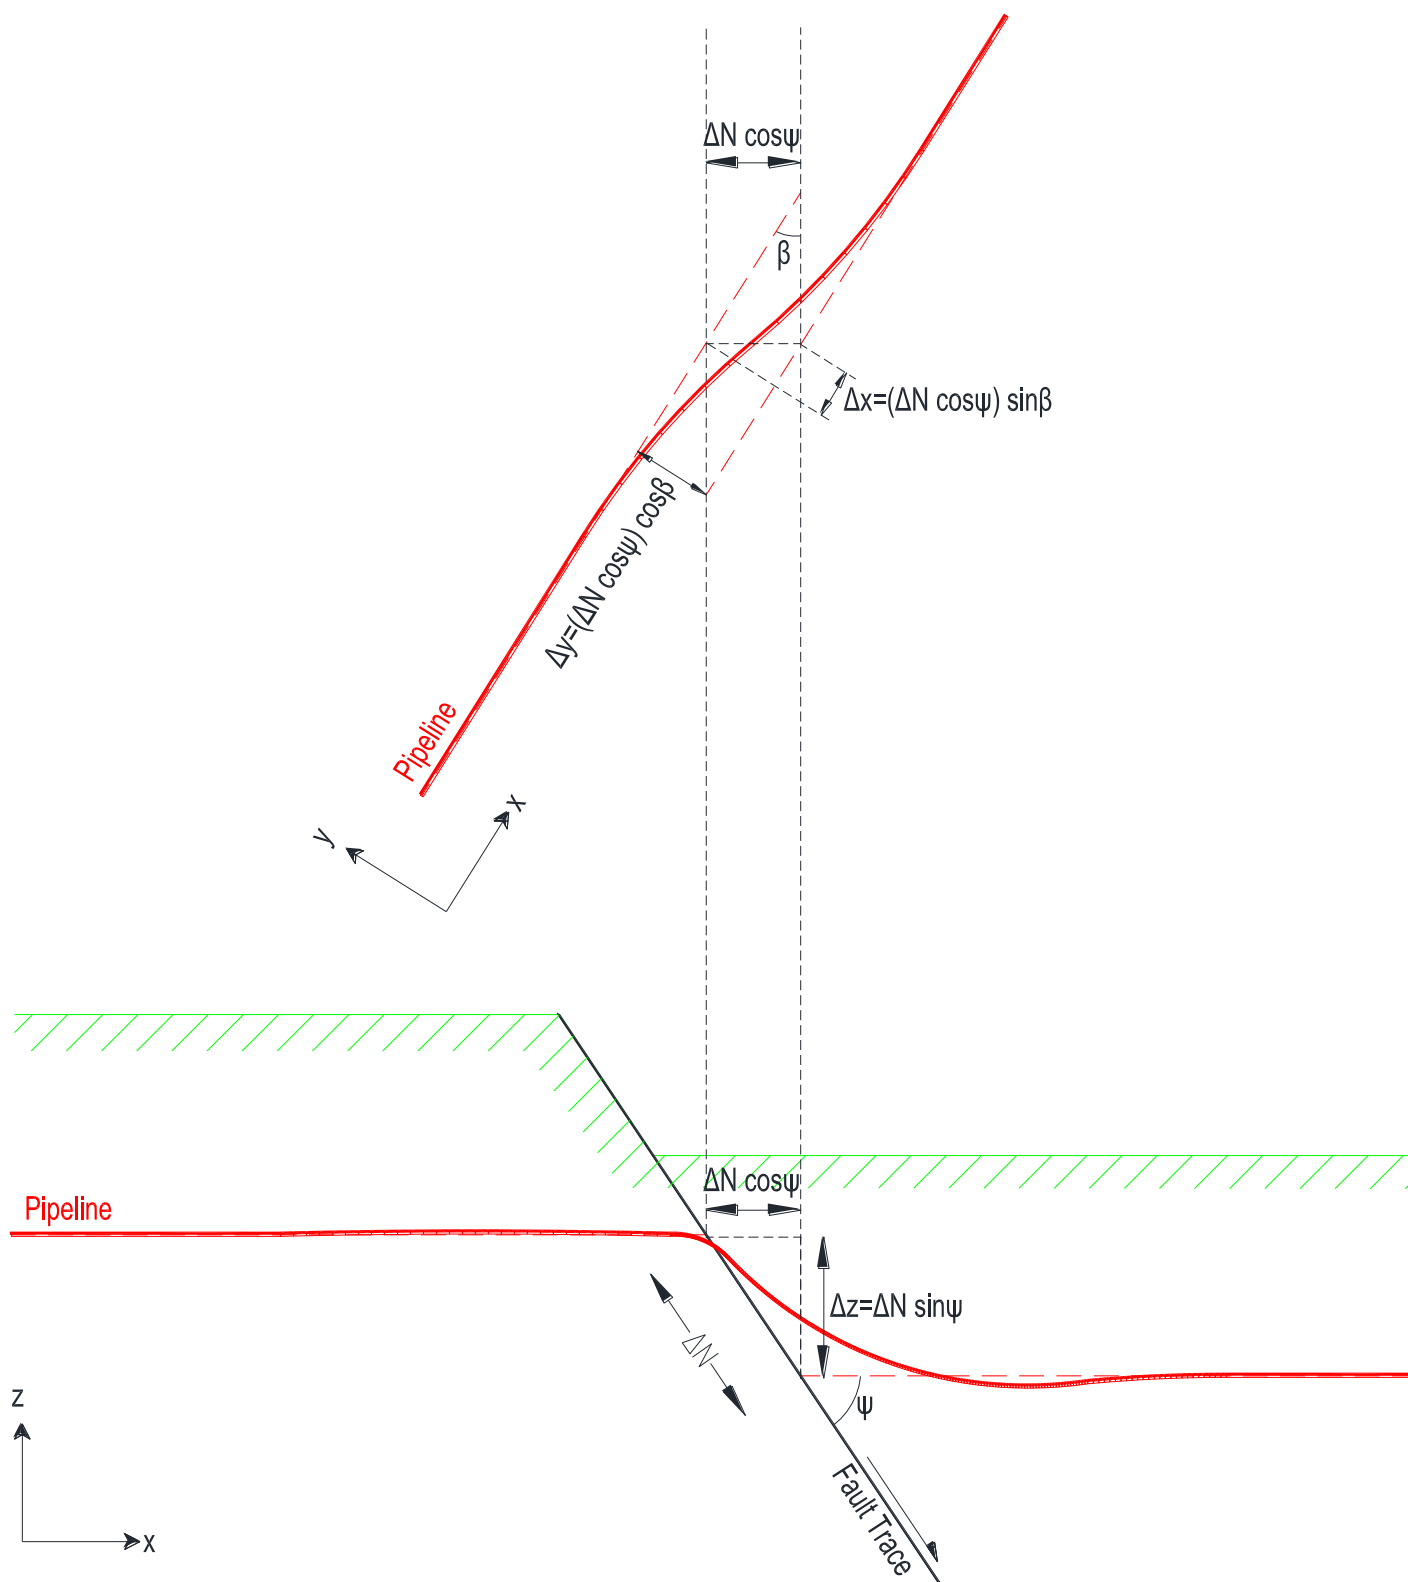 ΔN cosψ
β
Δx=(ΔN cosψ) sinβ
Δy=(ΔN cosψ) cosβ
Pipeline
x
y
ΔN cosψ
Pipeline
Δz=ΔN sinψ
ΔN
z
ψ
Fault Trace
x